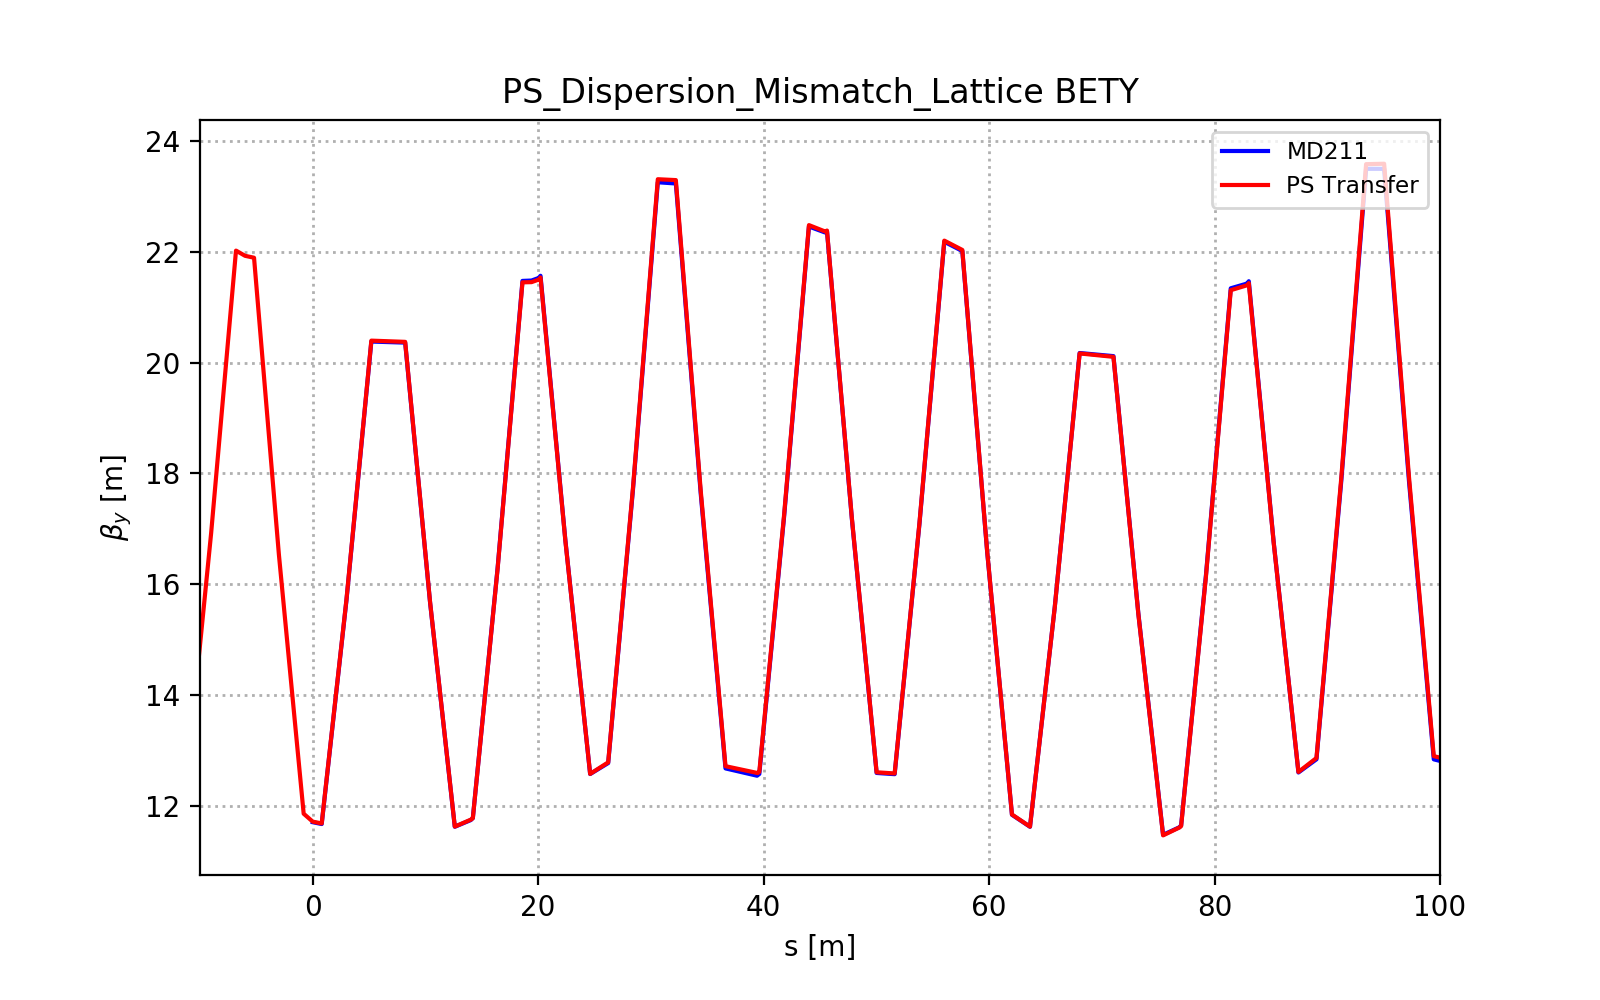 PS_Dispersion_Mismatch_Lattice BETY
MD211
PS Transfer
24
22
20
18
16
14
12
β_y [m]
0 20 40 60 80 100
s [m]